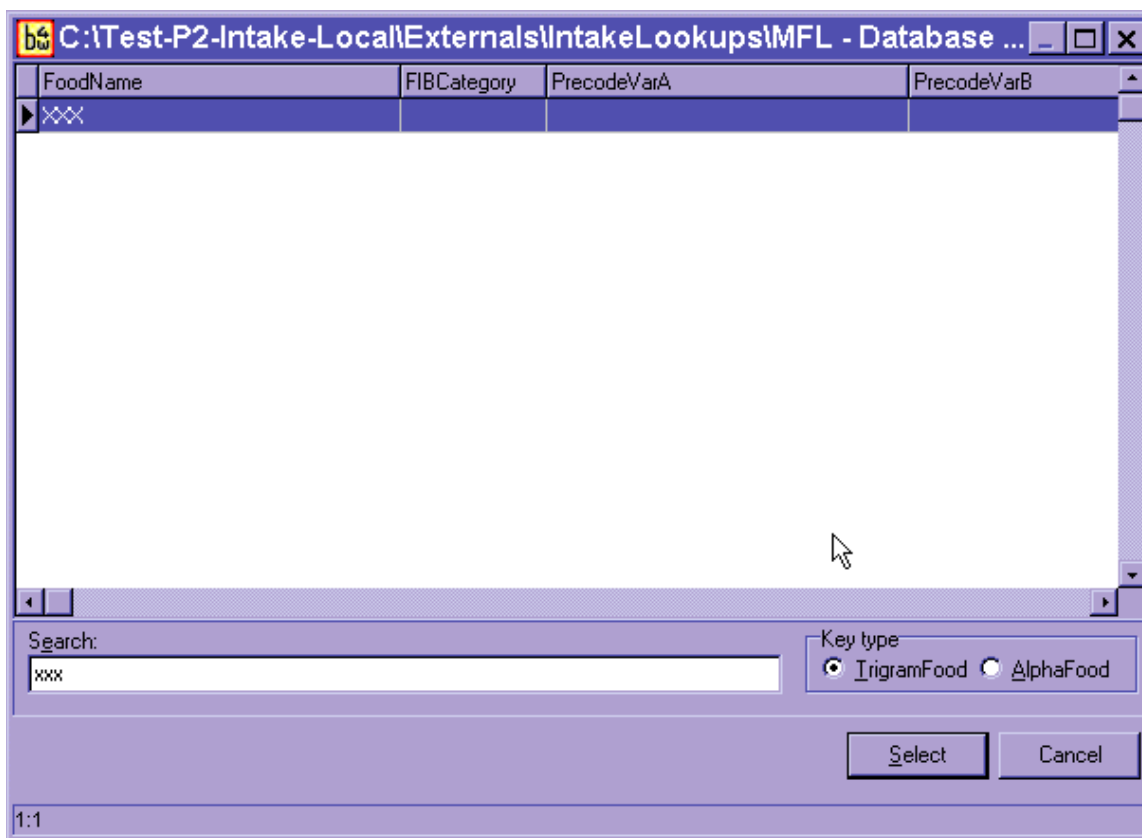 C:\Test-P2-Intake-Local\Externals\IntakeLookups\MFL - Database ...
FoodName FIBCategory PrecodeVarA PrecodeVarB
XXX
Search:
xxx
Key type
TrigramFood AlphaFood
Select Cancel
1:1